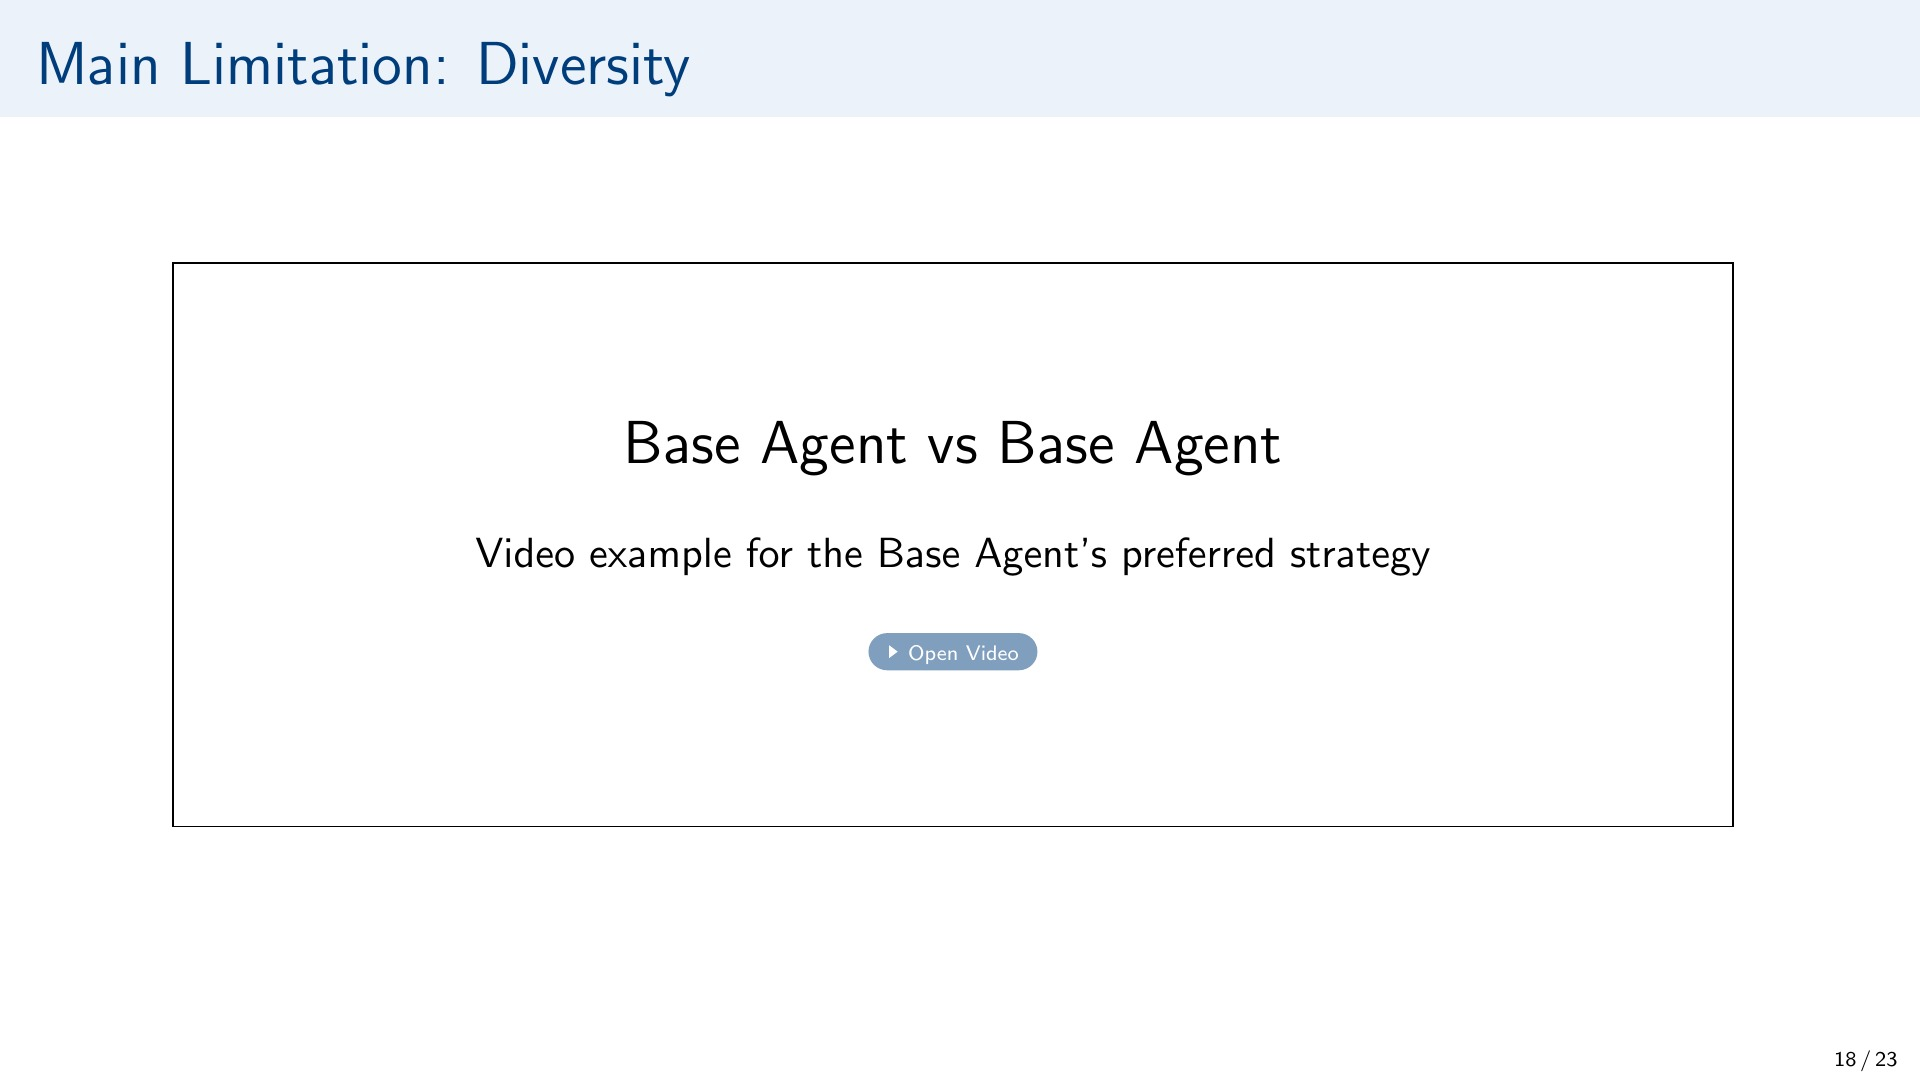 Main Limitation: Diversity
Base Agent vs Base Agent
Video example for the Base Agent's preferred strategy
Open Video
18 / 23